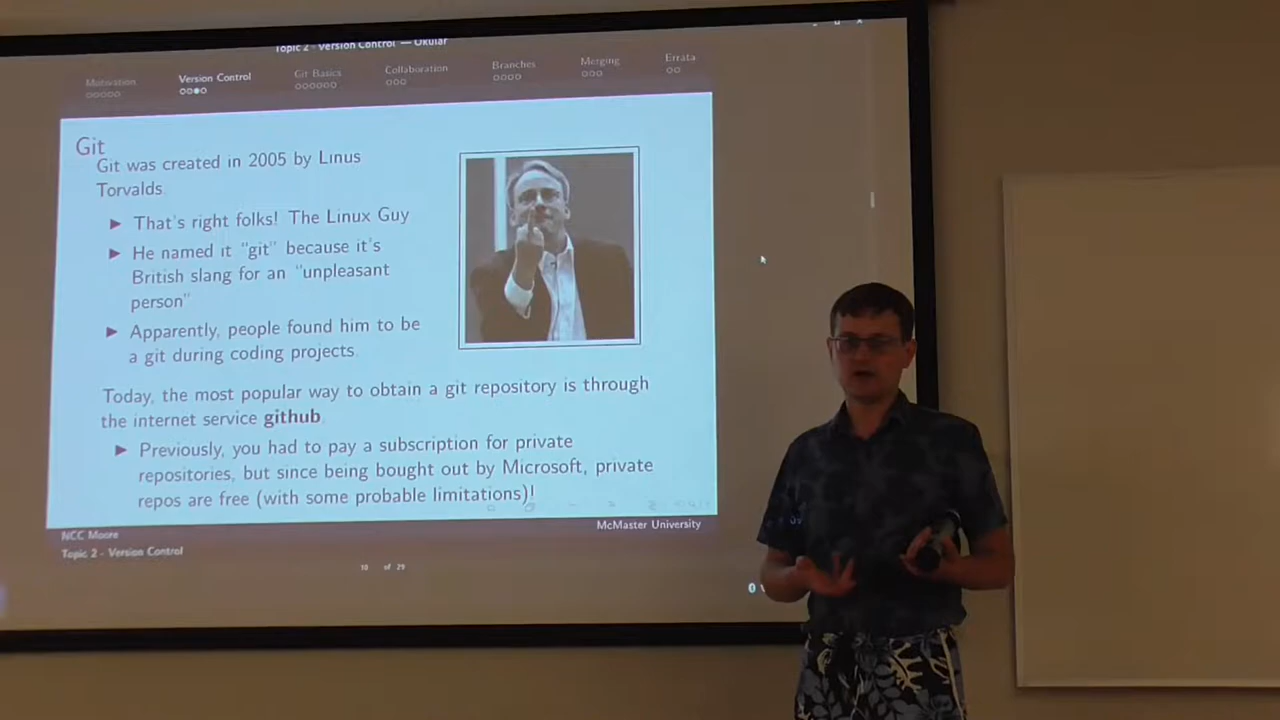 Topic 2 - Version Control — Okular
Motivation Version Control Git Basics Collaboration Branches Merging Errata
Git
Git was created in 2005 by Linus
Torvalds
► That's right folks! The Linux Guy
► He named it "git" because it's
British slang for an "unpleasant
person"
► Apparently, people found him to be
a git during coding projects.
Today, the most popular way to obtain a git repository is through
the internet service github.
► Previously, you had to pay a subscription for private
repositories, but since being bought out by Microsoft, private
repos are free (with some probable limitations)!
NCC Moore McMaster University
Topic 2 - Version Control
10 of 29